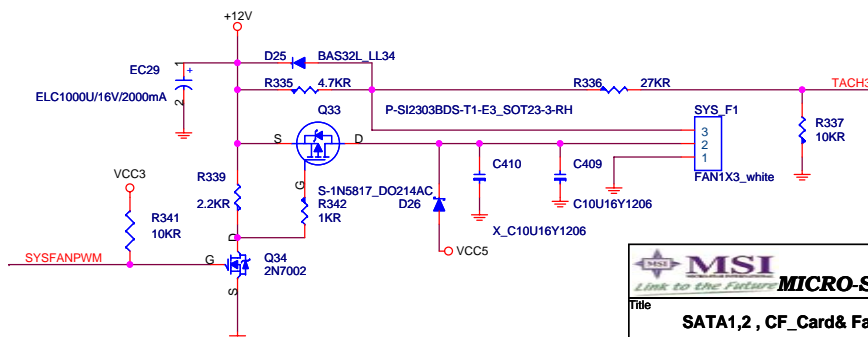 +12V
D25
BAS32L_LL34
EC29
1
+
2
ELC1000U/16V/2000mA
R335
4.7KR
R336
27KR
TACH3
Q33
P-SI2303BDS-T1-E3_SOT23-3-RH
SYS_F1
3
2
1
FAN1X3_white
R337
10KR
S
D
G
C410
C409
R339
2.2KR
VCC3
S-1N5817_DO214AC
D26
R342
1KR
C10U16Y1206
X_C10U16Y1206
R341
10KR
D
Q34
2N7002
G
S
SYSFANPWM
VCC5
MSI
MSI
MICRO-S
Link to the Future
Title
SATA1,2 , CF_Card& Fa